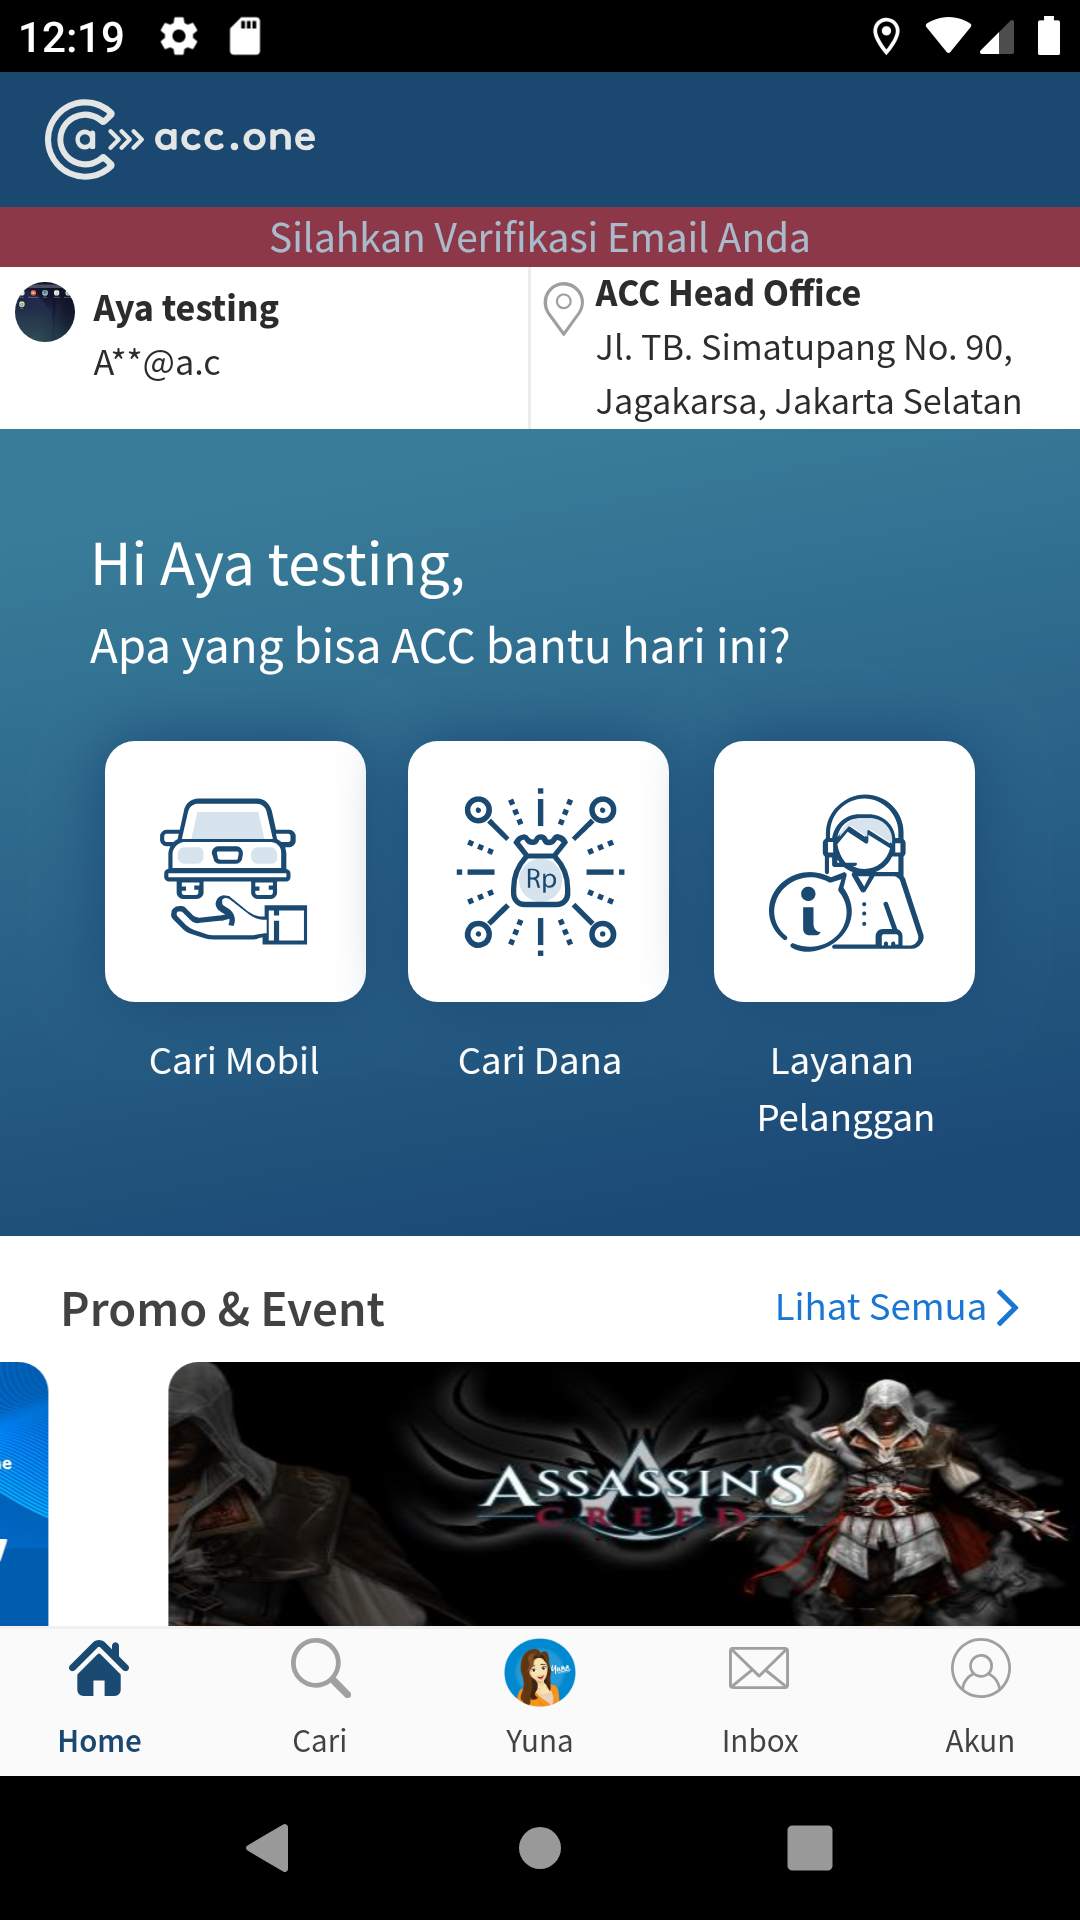 12:19
a acc.one
Silahkan Verifikasi Email Anda
Aya testing
A**@a.c
ACC Head Office
Jl. TB. Simatupang No. 90,
Jagakarsa, Jakarta Selatan
Hi Aya testing,
Apa yang bisa ACC bantu hari ini?
Rp
i
Cari Mobil
Cari Dana
Layanan
Pelanggan
Promo & Event
Lihat Semua
ASSASSIN'S
CREED
Yuna
Home
Cari
Yuna
Inbox
Akun